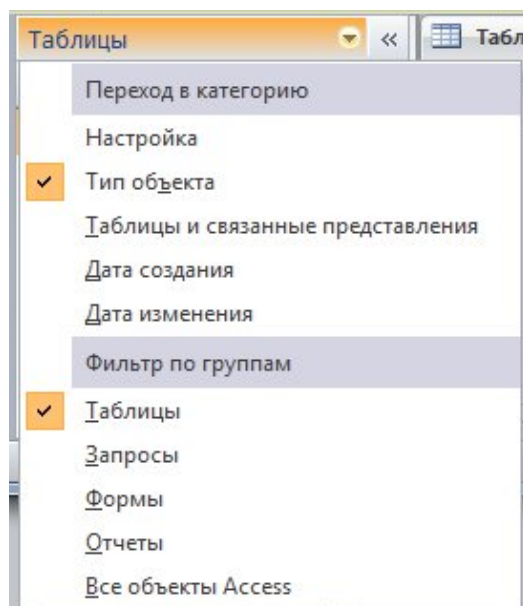 Таблицы
Табл
Переход в категорию
Настройка
Тип объекта
Таблицы и связанные представления
Дата создания
Дата изменения
Фильтр по группам
Таблицы
Запросы
Формы
Отчеты
Все объекты Access